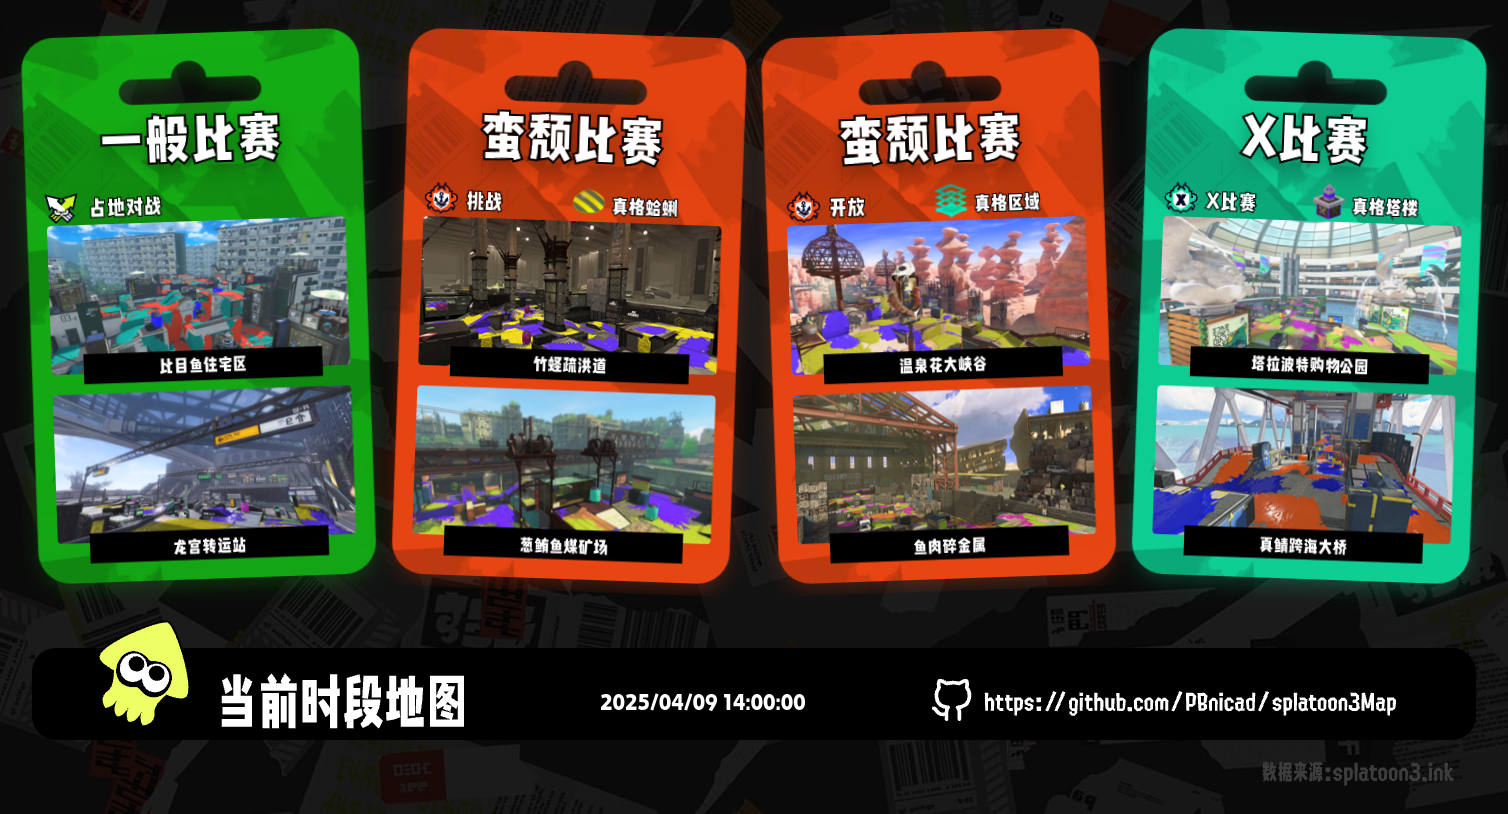 一般比赛
占地对战
比目鱼住宅区
龙宫转运站
蛮颓比赛
挑战
真格蛤蜊
竹蛏疏洪道
葱鲔鱼煤矿场
蛮颓比赛
开放
真格区域
温泉花大峡谷
鱼肉碎金属
X比赛
X比赛
真格塔楼
塔拉波特购物公园
真鲭跨海大桥
当前时段地图
2025/04/09 14:00:00
https://github.com/PBnicad/splatoon3Map
数据来源:splatoon3.ink